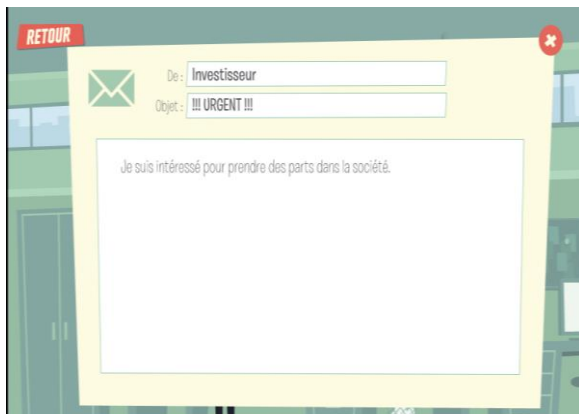 RETOUR
De : Investisseur
Objet : !!! URGENT !!!
Je suis intéressé pour prendre des parts dans la société.